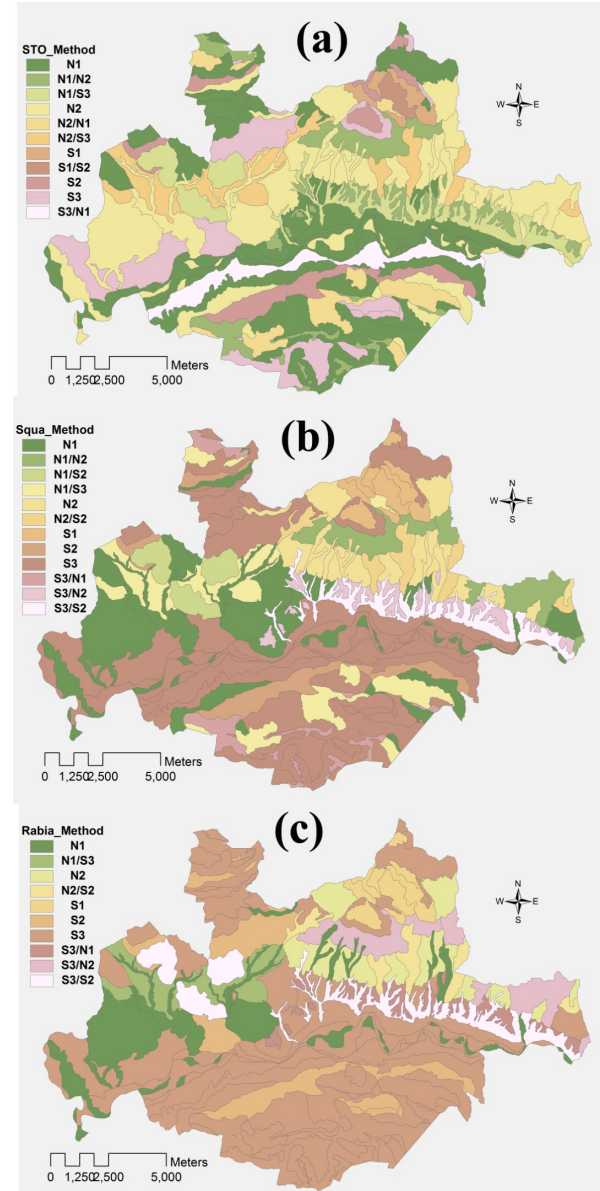 (a)
STO_Method
N1
N1/N2
N1/S3
N2
N2/N1
N2/S3
S1
S1/S2
S2
S3
S3/N1
N
W E
S
Meters
0 1,250 2,500 5,000
(b)
Squa_Method
N1
N1/N2
N1/S2
N1/S3
N2
N2/S2
S1
S2
S3
S3/N1
S3/N2
S3/S2
N
W E
S
Meters
0 1,250 2,500 5,000
(c)
Rabia_Method
N1
N1/S3
N2
N2/S2
S1
S2
S3
S3/N1
S3/N2
S3/S2
N
W E
S
Meters
0 1,250 2,500 5,000